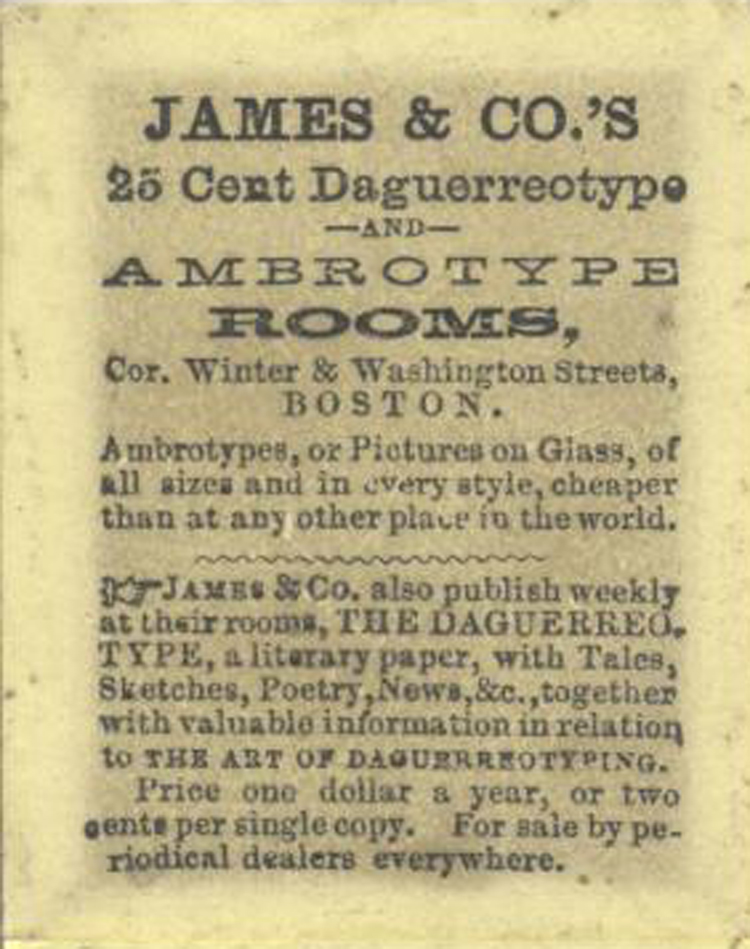 JAMES & CO.'S
25 Cent Daguerreotype
—AND—
AMBROTYPE
ROOMS,
Cor. Winter & Washington Streets,
BOSTON.
Ambrotypes, or Pictures on Glass, of
all sizes and in every style, cheaper
than at any other place in the world.
☞JAMES & CO. also publish weekly
at their rooms, THE DAGUERREO-
TYPE, a literary paper, with Tales,
Sketches, Poetry, News, &c., together
with valuable information in relation
to THE ART OF DAGUERREOTYPING.
Price one dollar a year, or two
cents per single copy. For sale by pe-
riodical dealers everywhere.